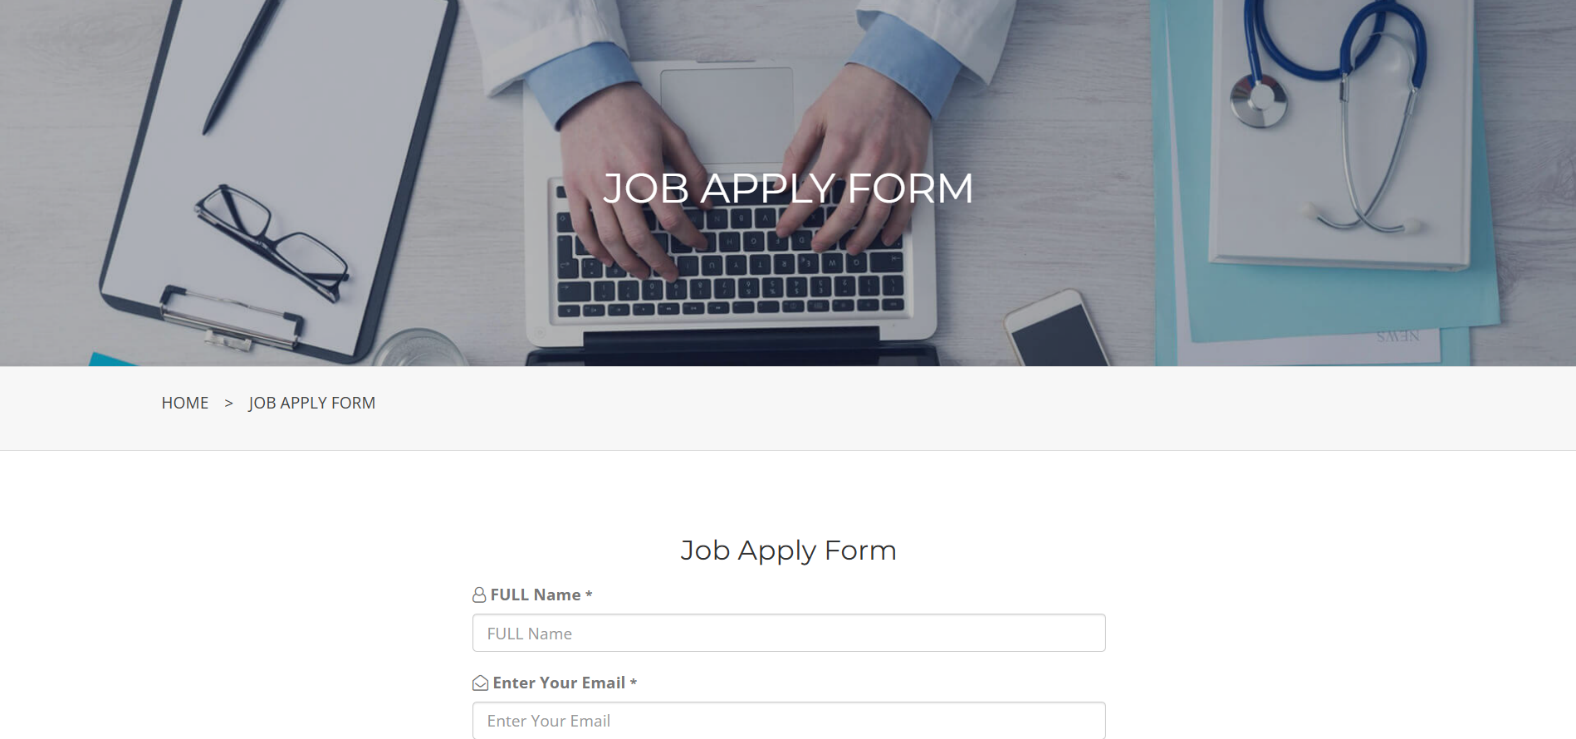 JOB APPLY FORM
HOME > JOB APPLY FORM
Job Apply Form
FULL Name *
FULL Name
Enter Your Email *
Enter Your Email
NEWS